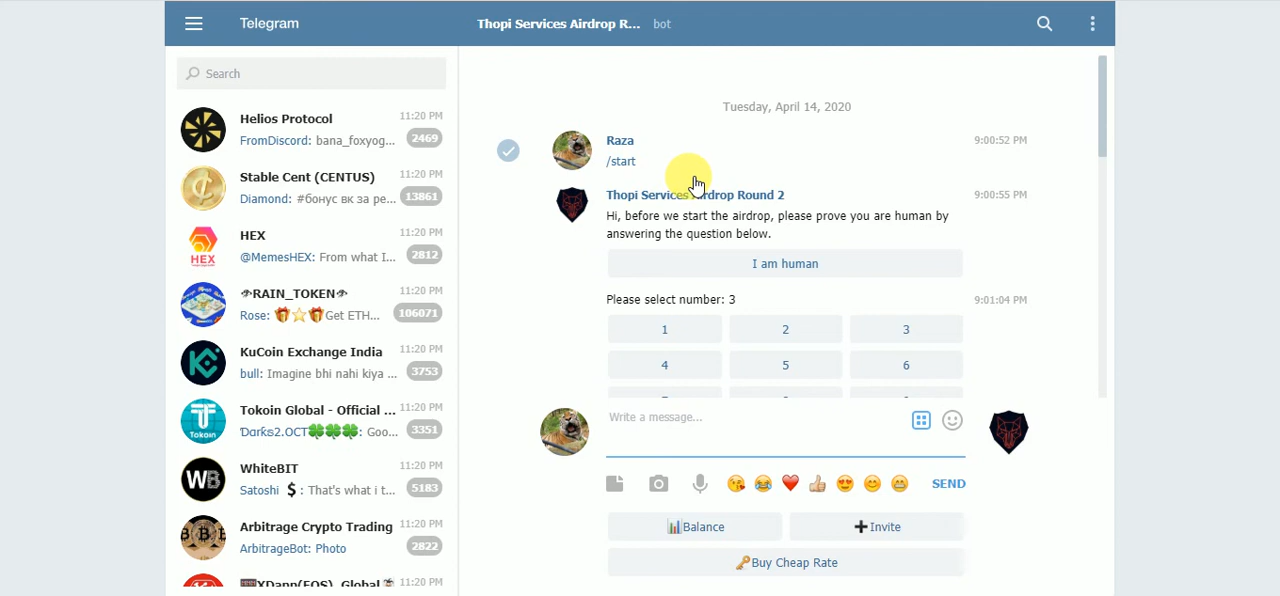 Telegram
Thopi Services Airdrop R... bot
Search
Helios Protocol 11:20 PM
FromDiscord: bana_foxyog... 2469
Stable Cent (CENTUS) 11:20 PM
Diamond: #бонус вк за ре... 13861
HEX 11:20 PM
@MemesHEX: From what I... 2812
HEX
👁RAIN_TOKEN👁 11:20 PM
Rose: 🎁⭐🎁Get ETH... 106071
KuCoin Exchange India 11:20 PM
bull: Imagine bhi nahi kiya ... 3753
Tokoin Global - Official ... 11:20 PM
Ɗαrƙs2.OCT🍀🍀🍀: Goo... 3351
Tokoin
WhiteBIT 11:20 PM
Satoshi 💲: That's what i t... 5183
WB
Arbitrage Crypto Trading 11:20 PM
ArbitrageBot: Photo 2822
XDann(EOS)_Global 11:20 PM
Tuesday, April 14, 2020
Raza 9:00:52 PM
/start
Thopi Services Airdrop Round 2 9:00:55 PM
Hi, before we start the airdrop, please prove you are human by
answering the question below.
I am human
Please select number: 3 9:01:04 PM
1 2 3
4 5 6
Write a message...
😘 😂 ❤️ 👍 😍 😊 😁 SEND
📊Balance ➕Invite
🔑Buy Cheap Rate